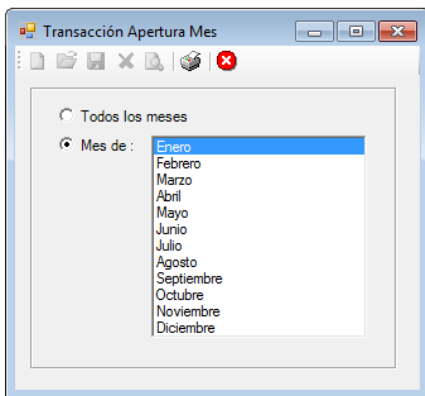 Transacción Apertura Mes
Todos los meses
Mes de :
Enero
Febrero
Marzo
Abril
Mayo
Junio
Julio
Agosto
Septiembre
Octubre
Noviembre
Diciembre